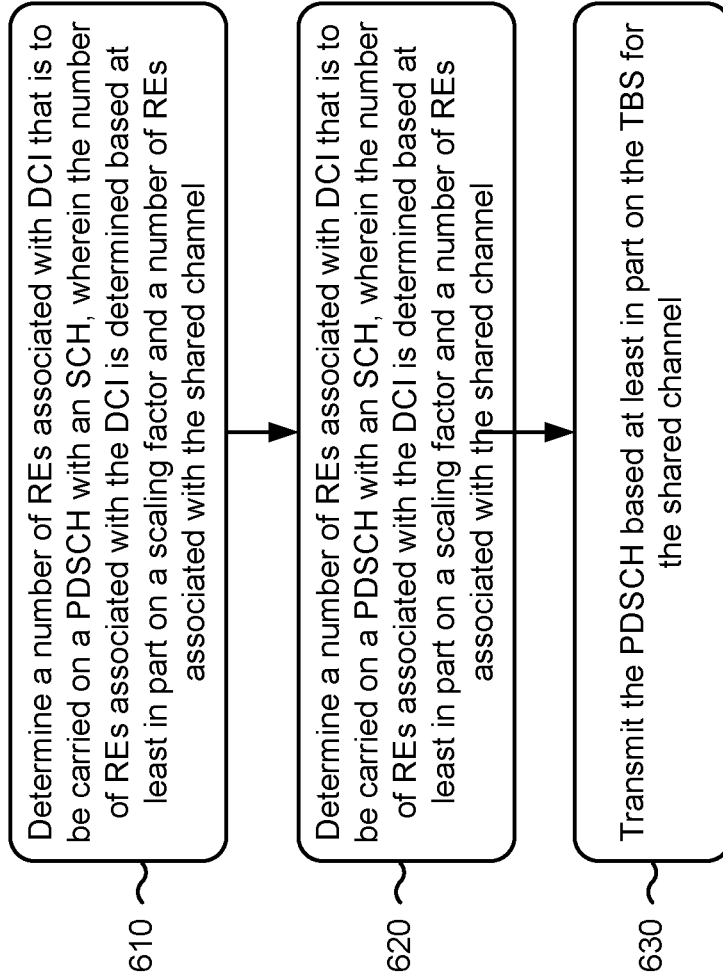 610
Determine a number of REs associated with DCI that is to
be carried on a PDSCH with an SCH, wherein the number
of REs associated with the DCI is determined based at
least in part on a scaling factor and a number of REs
associated with the shared channel
620
Determine a number of REs associated with DCI that is to
be carried on a PDSCH with an SCH, wherein the number
of REs associated with the DCI is determined based at
least in part on a scaling factor and a number of REs
associated with the shared channel
630
Transmit the PDSCH based at least in part on the TBS for
the shared channel